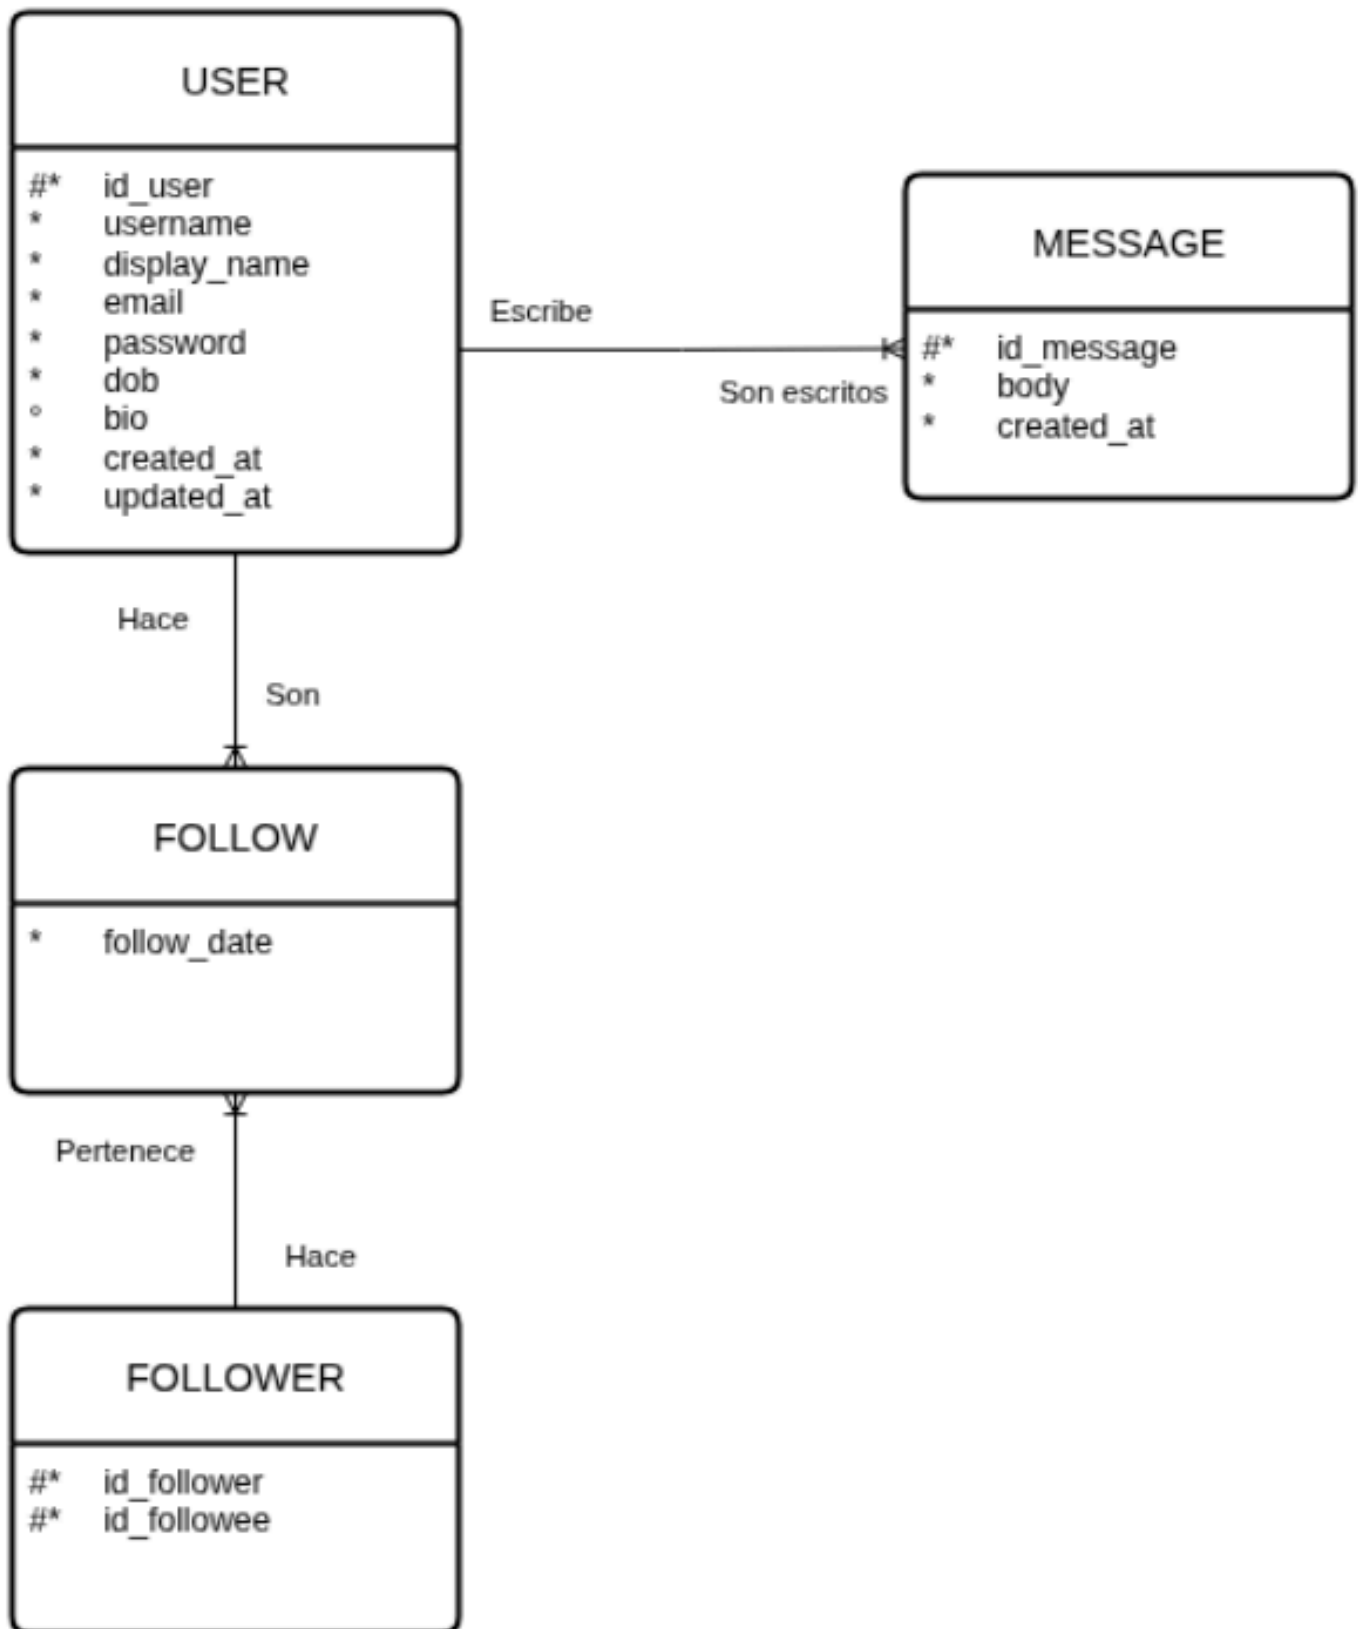 USER
#* id_user
* username
* display_name
* email
* password
* dob
° bio
* created_at
* updated_at
Escribe
Son escritos
MESSAGE
#* id_message
* body
* created_at
Hace
Son
FOLLOW
* follow_date
Pertenece
Hace
FOLLOWER
#* id_follower
#* id_followee